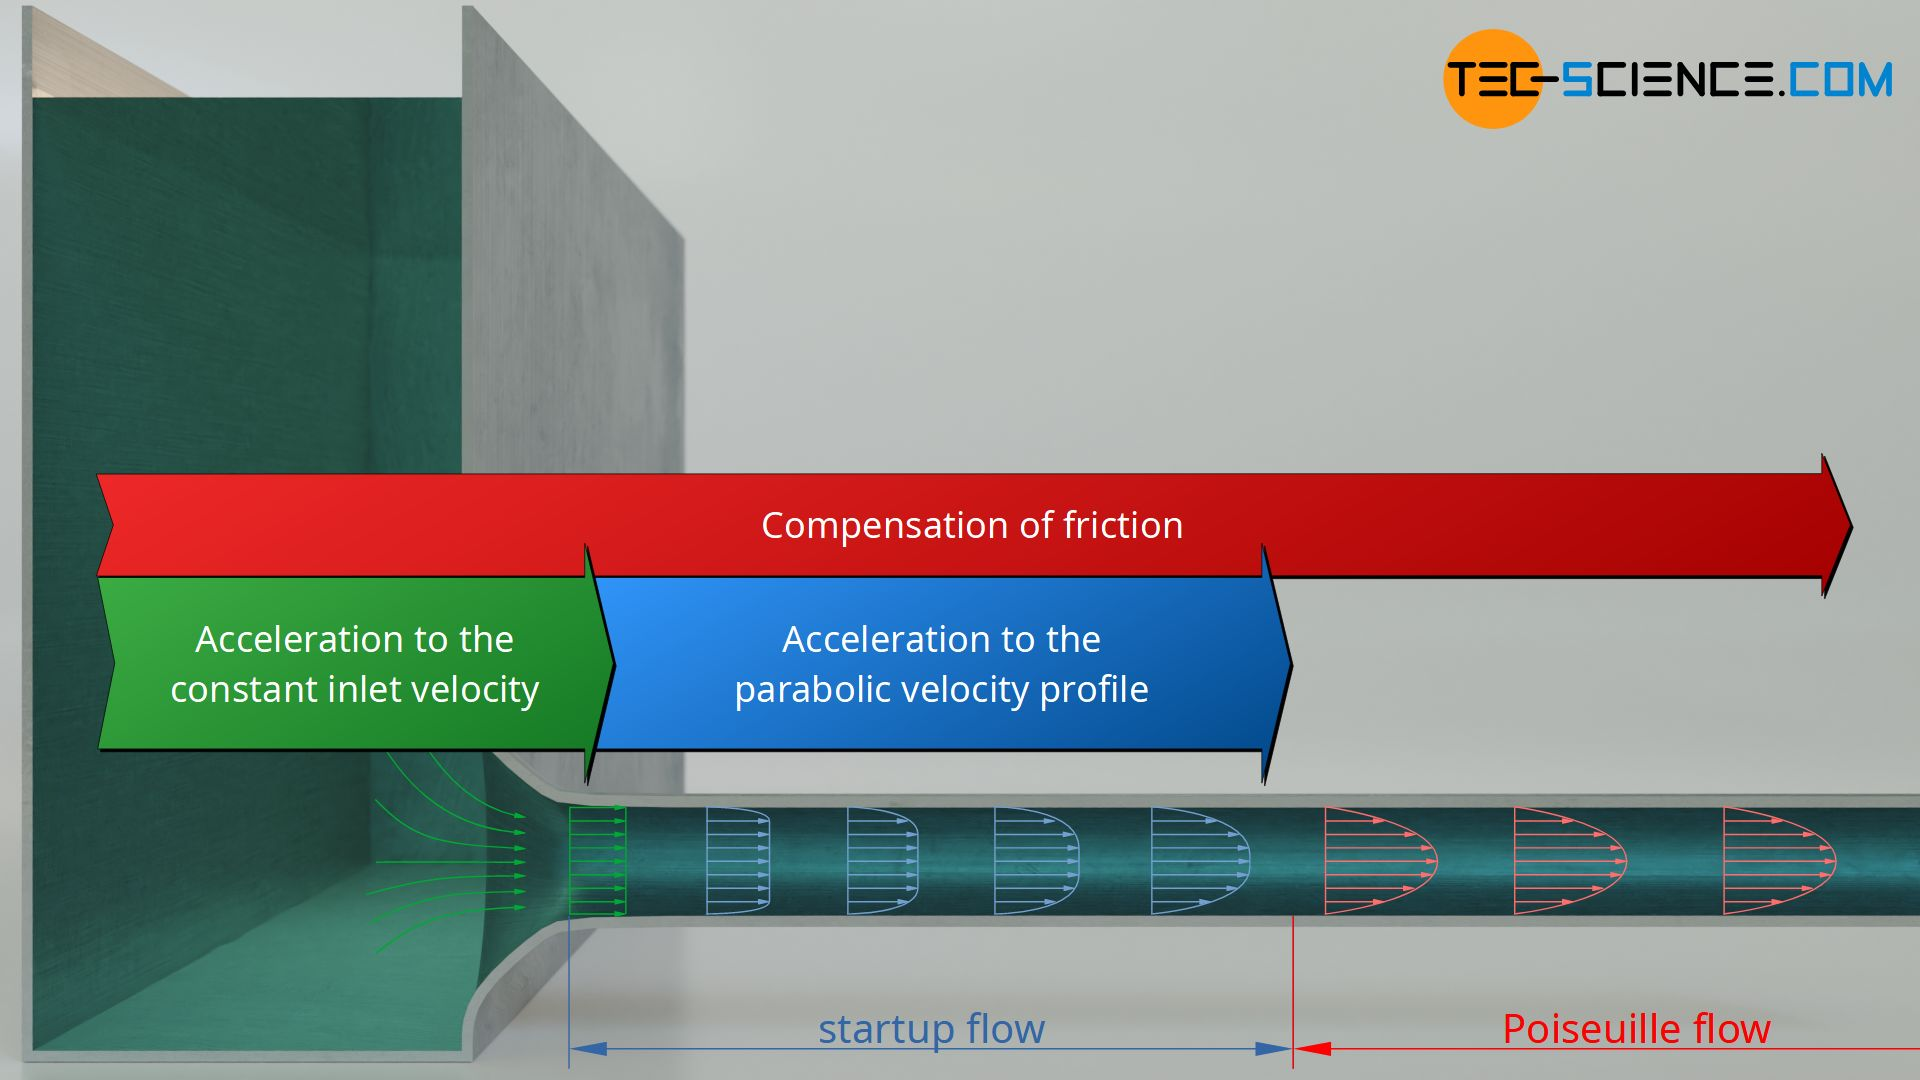 TEC-SCIENCE.COM
Compensation of friction
Acceleration to the
constant inlet velocity
Acceleration to the
parabolic velocity profile
startup flow
Poiseuille flow